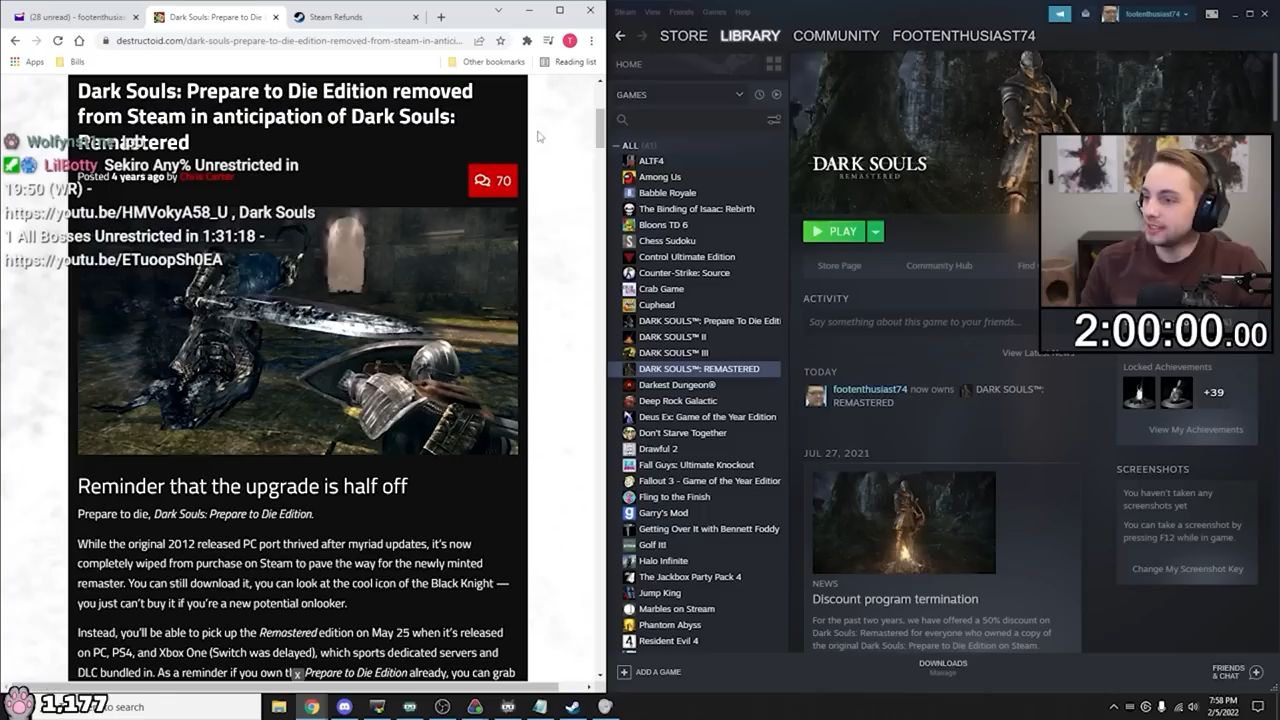 (28 unread) - footenthusia
Dark Souls: Prepare to Die
Steam Refunds
destructoid.com/dark-souls-prepare-to-die-edition-removed-from-steam-in-antici...
T
Apps
Bills
Other bookmarks
Reading list
Dark Souls: Prepare to Die Edition removed
from Steam in anticipation of Dark Souls:
Remastered
Posted 4 years ago by Chris Carter
70
LilBotty Sekiro Any% Unrestricted in
19:50 (WR) -
https://youtu.be/HMVokyA58_U , Dark Souls
1 All Bosses Unrestricted in 1:31:18 -
https://youtu.be/ETuoopSh0EA
Reminder that the upgrade is half off
Prepare to die, Dark Souls: Prepare to Die Edition.
While the original 2012 released PC port thrived after myriad updates, it's now
completely wiped from purchase on Steam to pave the way for the newly minted
remaster. You can still download it, you can look at the cool icon of the Black Knight —
you just can't buy it if you're a new potential onlooker.
Instead, you'll be able to pick up the Remastered edition on May 25 when it's released
on PC, PS4, and Xbox One (Switch was delayed), which sports dedicated servers and
DLC bundled in. As a reminder if you own the Prepare to Die Edition already, you can grab
x
1,177
to search
Steam View Friends Games Help
footenthusiast74
STORE LIBRARY COMMUNITY FOOTENTHUSIAST74
HOME
GAMES
ALL (41)
ALTF4
Among Us
Babble Royale
The Binding of Isaac: Rebirth
Bloons TD 6
Chess Sudoku
Control Ultimate Edition
Counter-Strike: Source
Crab Game
Cuphead
DARK SOULS™: Prepare To Die Editi
DARK SOULS™ II
DARK SOULS™ III
DARK SOULS™: REMASTERED
Darkest Dungeon®
Deep Rock Galactic
Deus Ex: Game of the Year Edition
Don't Starve Together
Drawful 2
Fall Guys: Ultimate Knockout
Fallout 3 - Game of the Year Edition
Fling to the Finish
Garry's Mod
Getting Over It with Bennett Foddy
Golf It!
Halo Infinite
The Jackbox Party Pack 4
Jump King
Marbles on Stream
Phantom Abyss
Resident Evil 4
ADD A GAME
DARK SOULS
REMASTERED
PLAY
Store Page
Community Hub
Find
ACTIVITY
Say something about this game to your friends...
View Latest News
TODAY
footenthusiast74 now owns DARK SOULS™:
REMASTERED
JUL 27, 2021
NEWS
Discount program termination
For the past two years, we have offered a 50% discount on
Dark Souls: Remastered for everyone who owned a copy of
the original Dark Souls: Prepare to Die Edition on Steam.
2:00:00.00
Locked Achievements
+39
View My Achievements
SCREENSHOTS
You haven't taken any
screenshots yet
You can take a screenshot by
pressing F12 while in game.
Change My Screenshot Key
DOWNLOADS
Manage
FRIENDS
& CHAT
7:58 PM
2/5/2022